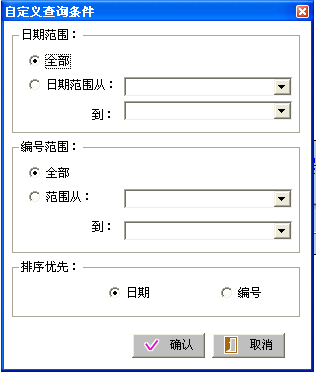 自定义查询条件
日期范围：
全部
日期范围从：
到：
编号范围：
全部
范围从：
到：
排序优先：
日期 编号
确认 取消